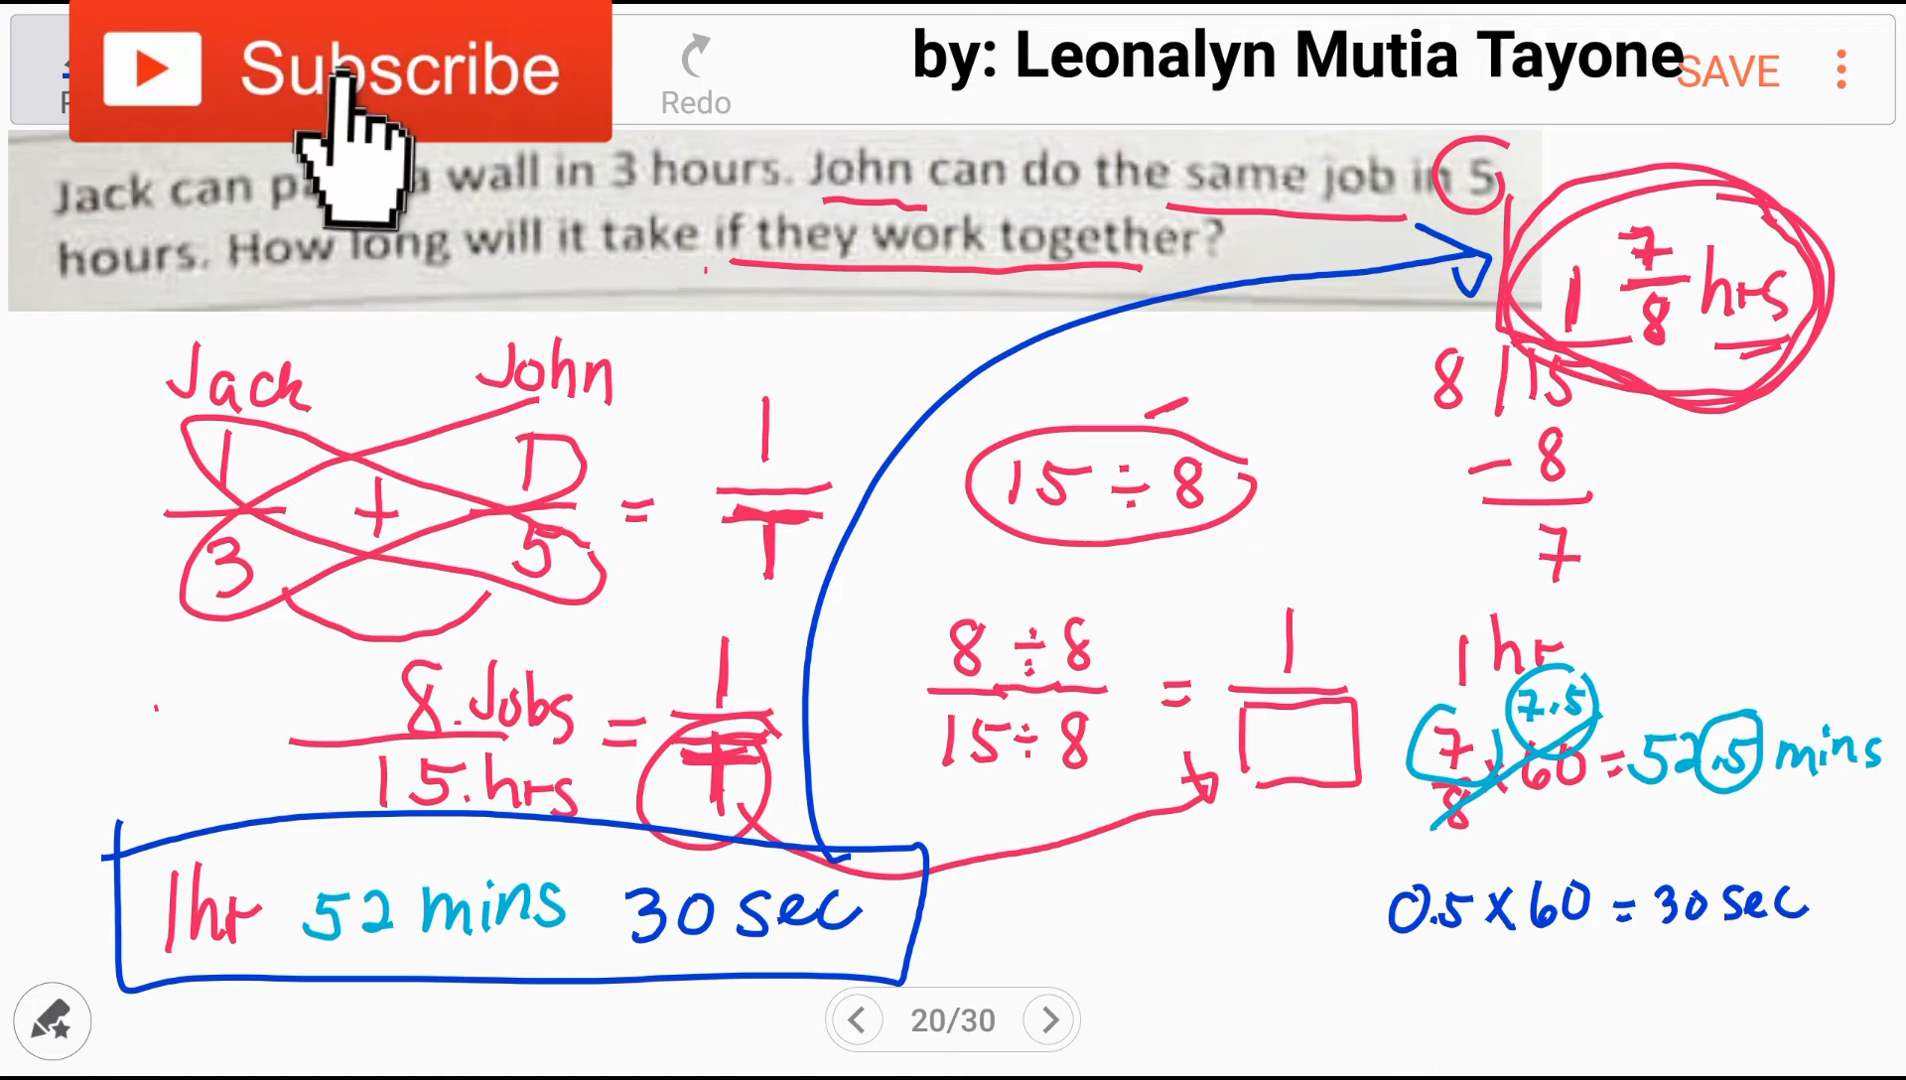 Subscribe
Redo
by: Leonalyn Mutia Tayone
SAVE
Jack can a wall in 3 hours. John can do the same job in 5
hours. How long will it take if they work together?
1 7/8 hrs
Jack John
1/3 + 1/5 = 1/T
15 ÷ 8
8 15
- 8
7
8 Jobs / 15 hrs = 1/T
8 ÷ 8 / 15 ÷ 8 = 1
1 hr
7.5
7/8 x 60 = 52.5 mins
1hr 52 mins 30 sec
0.5 x 60 = 30 sec
20/30